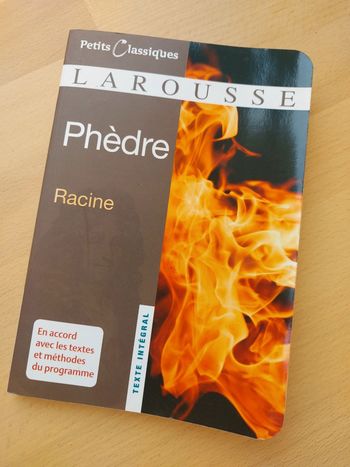 Petits Classiques
LAROUSSE
Phèdre
Racine
En accord
avec les textes
et méthodes
du programme
TEXTE INTÉGRAL